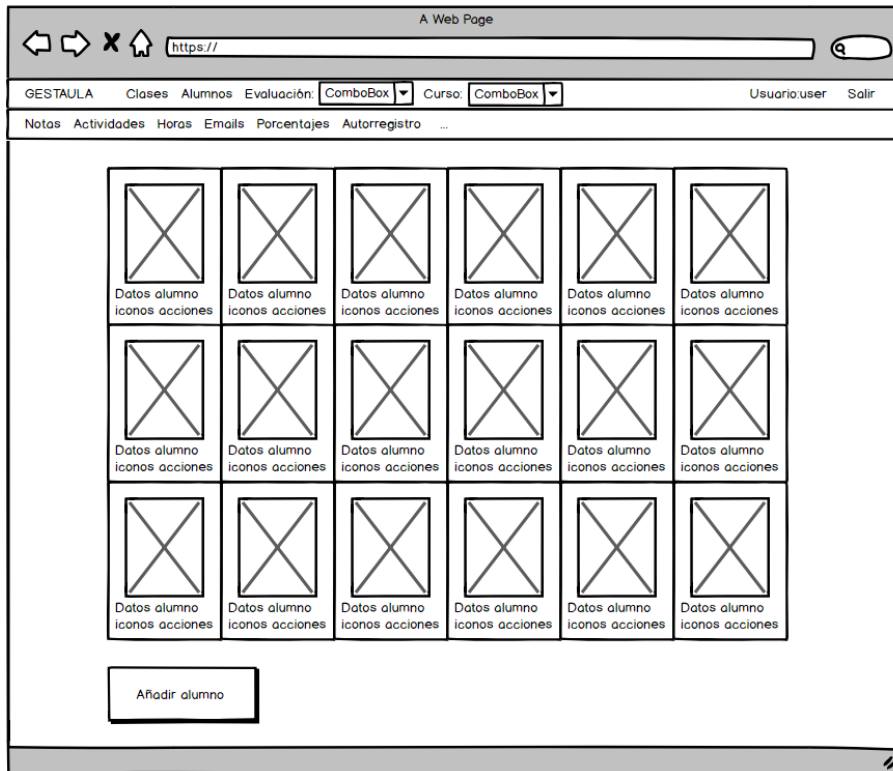 A Web Page
https://
GESTAULA Clases Alumnos Evaluación: ComboBox Curso: ComboBox Usuario:user Salir
Notas Actividades Horas Emails Porcentajes Autorregistro ...
Datos alumno Datos alumno Datos alumno Datos alumno Datos alumno Datos alumno
iconos acciones iconos acciones iconos acciones iconos acciones iconos acciones iconos acciones
Datos alumno Datos alumno Datos alumno Datos alumno Datos alumno Datos alumno
iconos acciones iconos acciones iconos acciones iconos acciones iconos acciones iconos acciones
Datos alumno Datos alumno Datos alumno Datos alumno Datos alumno Datos alumno
iconos acciones iconos acciones iconos acciones iconos acciones iconos acciones iconos acciones
Añadir alumno